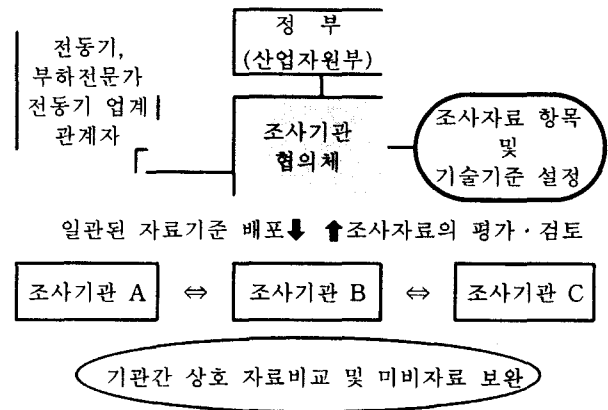 정 부
(산업자원부)
전동기,
부하전문가
전동기 업계
관계자
조사기관
협의체
조사자료 항목
및
기술기준 설정
일관된 자료기준 배포⬇ ⬆조사자료의 평가·검토
조사기관 A ⇔ 조사기관 B ⇔ 조사기관 C
기관간 상호 자료비교 및 미비자료 보완